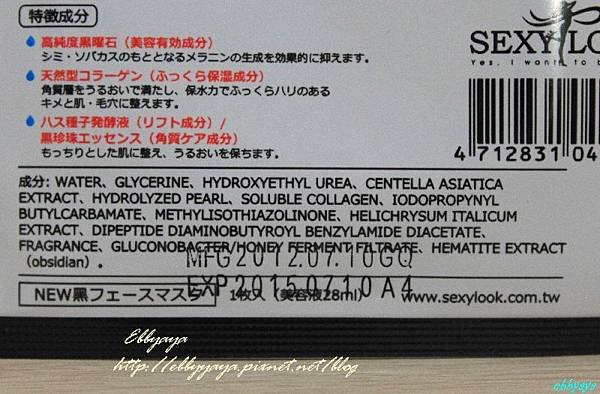 特徴成分
SEXYLOOK
Yes, I want to b
高純度黒曜石（美容有効成分）
シミ・ソバカスのもととなるメラニンの生成を効果的に抑えます。
天然型コラーゲン（ふっくら保湿成分）
角質層をうるおいで満たし、保水力でふっくらハリのある
キメと肌・毛穴に整えます。
ハス種子発酵液（リフト成分）/
黒珍珠エッセンス（角質ケア成分）
もっちりとした肌に整え、うるおいを保ちます。
4 712831 04
成分: WATER、GLYCERINE、HYDROXYETHYL UREA、CENTELLA ASIATICA
EXTRACT、HYDROLYZED PEARL、SOLUBLE COLLAGEN、IODOPROPYNYL
BUTYLCARBAMATE、METHYLISOTHIAZOLINONE、HELICHRYSUM ITALICUM
EXTRACT、DIPEPTIDE DIAMINOBUTYROYL BENZYLAMIDE DIACETATE、
FRAGRANCE、GLUCONOBACTER/HONEY FERMENT FILTRATE、HEMATITE EXTRACT
（obsidian）。
MFG2012.07.10GQ
EXP2015.07.10 A4
NEW黒フェースマスク
1枚入（美容液28ml）
www.sexylook.com.tw
Ebbyaya
http://ebbyyaya.pixnet.net/blog
ebbysys